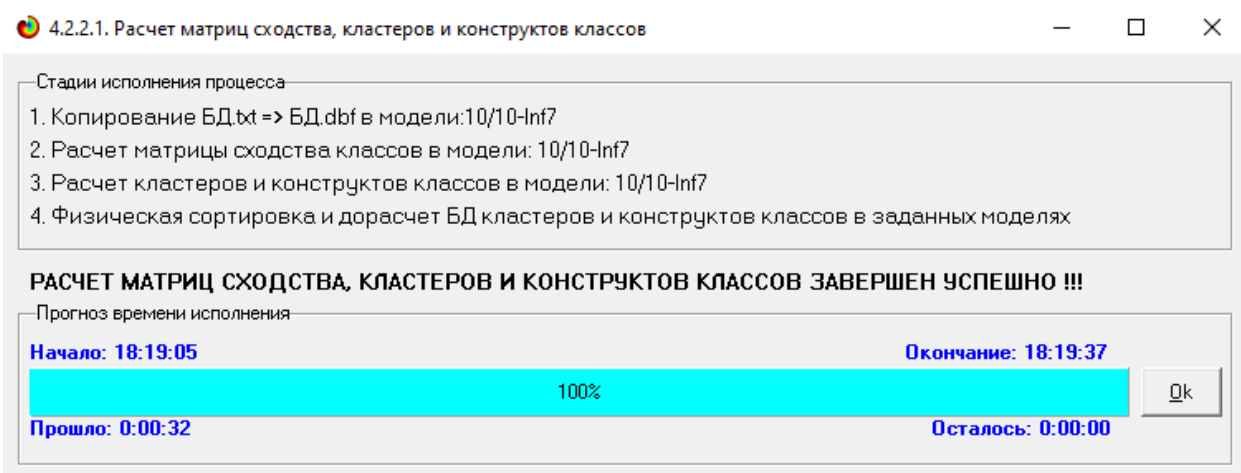 4.2.2.1. Расчет матриц сходства, кластеров и конструктов классов
Стадии исполнения процесса
1. Копирование БД.txt => БД.dbf в модели:10/10-Inf7
2. Расчет матрицы сходства классов в модели: 10/10-Inf7
3. Расчет кластеров и конструктов классов в модели: 10/10-Inf7
4. Физическая сортировка и дорасчет БД кластеров и конструктов классов в заданных моделях
РАСЧЕТ МАТРИЦ СХОДСТВА, КЛАСТЕРОВ И КОНСТРУКТОВ КЛАССОВ ЗАВЕРШЕН УСПЕШНО !!!
Прогноз времени исполнения
Начало: 18:19:05 Окончание: 18:19:37
100% Ok
Прошло: 0:00:32 Осталось: 0:00:00